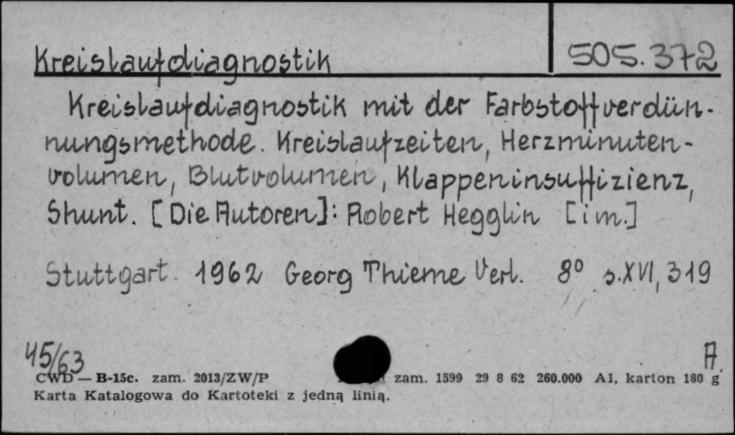 Kreislaufdiagnostik 505.372
Kreislaufdiagnostik mit der Farbstoffverdün-
nungsmethode. Kreislaufzeiten, Herzminuten-
volumen, Blutvolumen, Klappeninsuffizienz,
Shunt. [Die Autoren]: Robert Hegglin [i in.]
Stuttgart. 1962 Georg Thieme Verl. 8° s.XVI, 319
45/63 A.
CWD — B-15c. zam. 2013/ZW/P zam. 1599 29 8 62 260.000 A1, karton 180 g
Karta Katalogowa do Kartoteki z jedną linią.